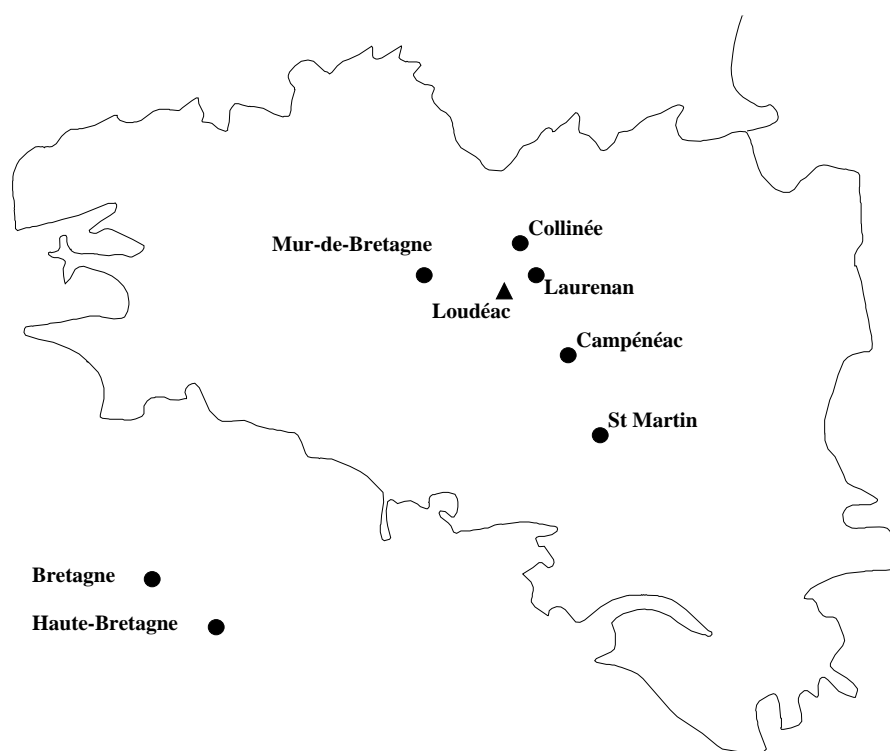 Collinée
Mur-de-Bretagne
Laurenan
Loudéac
Campénéac
St Martin
Bretagne
Haute-Bretagne